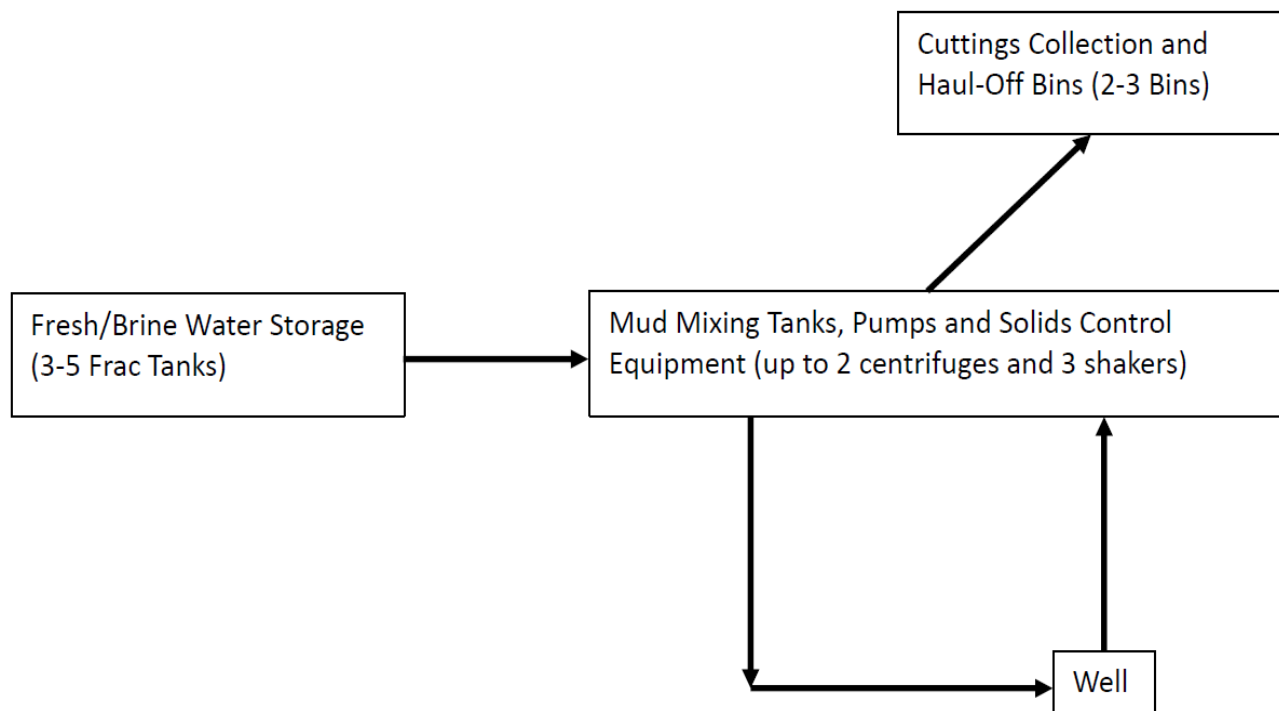 Cuttings Collection and
Haul-Off Bins (2-3 Bins)
Fresh/Brine Water Storage
(3-5 Frac Tanks)
Mud Mixing Tanks, Pumps and Solids Control
Equipment (up to 2 centrifuges and 3 shakers)
Well